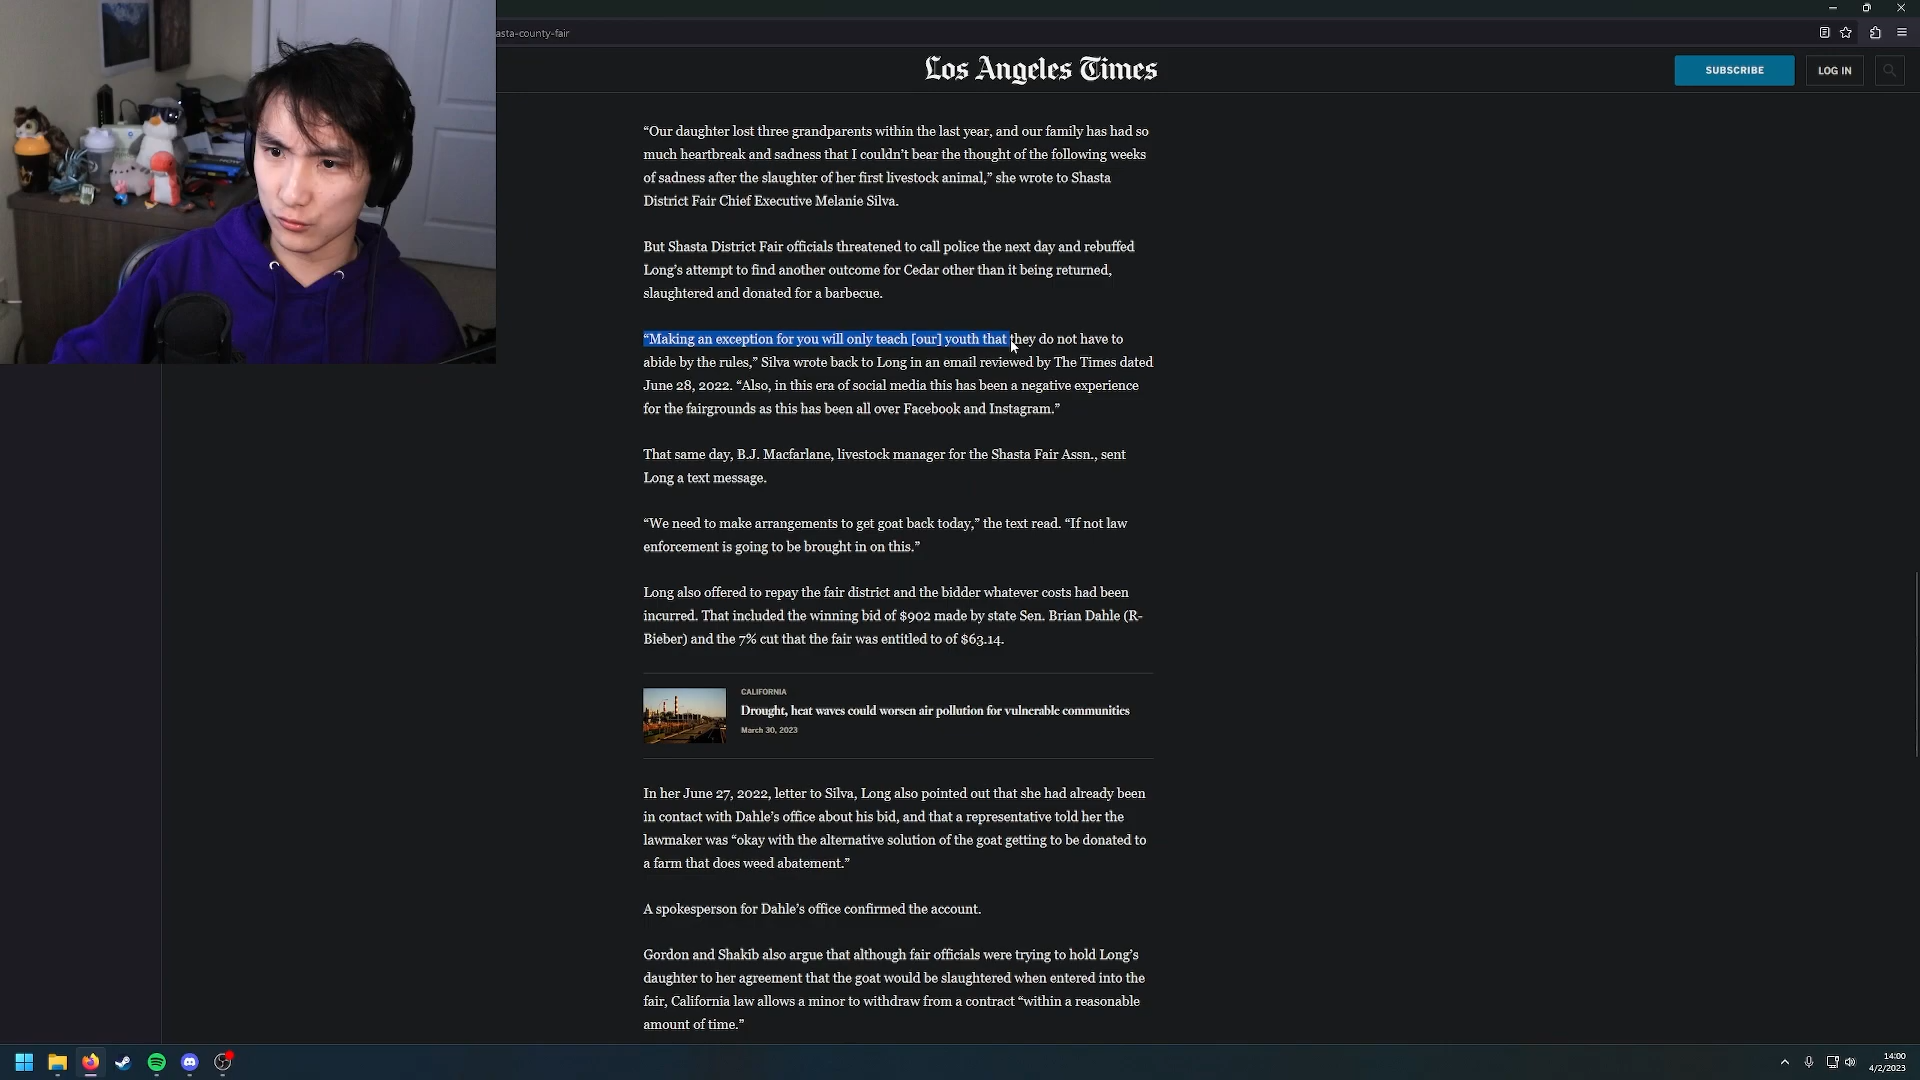 asta-county-fair
Los Angeles Times
SUBSCRIBE
LOG IN
“Our daughter lost three grandparents within the last year, and our family has had so
much heartbreak and sadness that I couldn’t bear the thought of the following weeks
of sadness after the slaughter of her first livestock animal,” she wrote to Shasta
District Fair Chief Executive Melanie Silva.
But Shasta District Fair officials threatened to call police the next day and rebuffed
Long’s attempt to find another outcome for Cedar other than it being returned,
slaughtered and donated for a barbecue.
“Making an exception for you will only teach [our] youth that they do not have to
abide by the rules,” Silva wrote back to Long in an email reviewed by The Times dated
June 28, 2022. “Also, in this era of social media this has been a negative experience
for the fairgrounds as this has been all over Facebook and Instagram.”
That same day, B.J. Macfarlane, livestock manager for the Shasta Fair Assn., sent
Long a text message.
“We need to make arrangements to get goat back today,” the text read. “If not law
enforcement is going to be brought in on this.”
Long also offered to repay the fair district and the bidder whatever costs had been
incurred. That included the winning bid of $902 made by state Sen. Brian Dahle (R-
Bieber) and the 7% cut that the fair was entitled to of $63.14.
CALIFORNIA
Drought, heat waves could worsen air pollution for vulnerable communities
March 30, 2023
In her June 27, 2022, letter to Silva, Long also pointed out that she had already been
in contact with Dahle’s office about his bid, and that a representative told her the
lawmaker was “okay with the alternative solution of the goat getting to be donated to
a farm that does weed abatement.”
A spokesperson for Dahle’s office confirmed the account.
Gordon and Shakib also argue that although fair officials were trying to hold Long’s
daughter to her agreement that the goat would be slaughtered when entered into the
fair, California law allows a minor to withdraw from a contract “within a reasonable
amount of time.”
14:00
4/2/2023